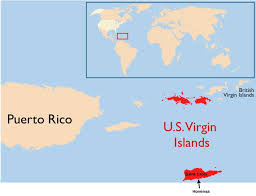 British
Virgin Islands
Puerto Rico
U.S. Virgin
Islands